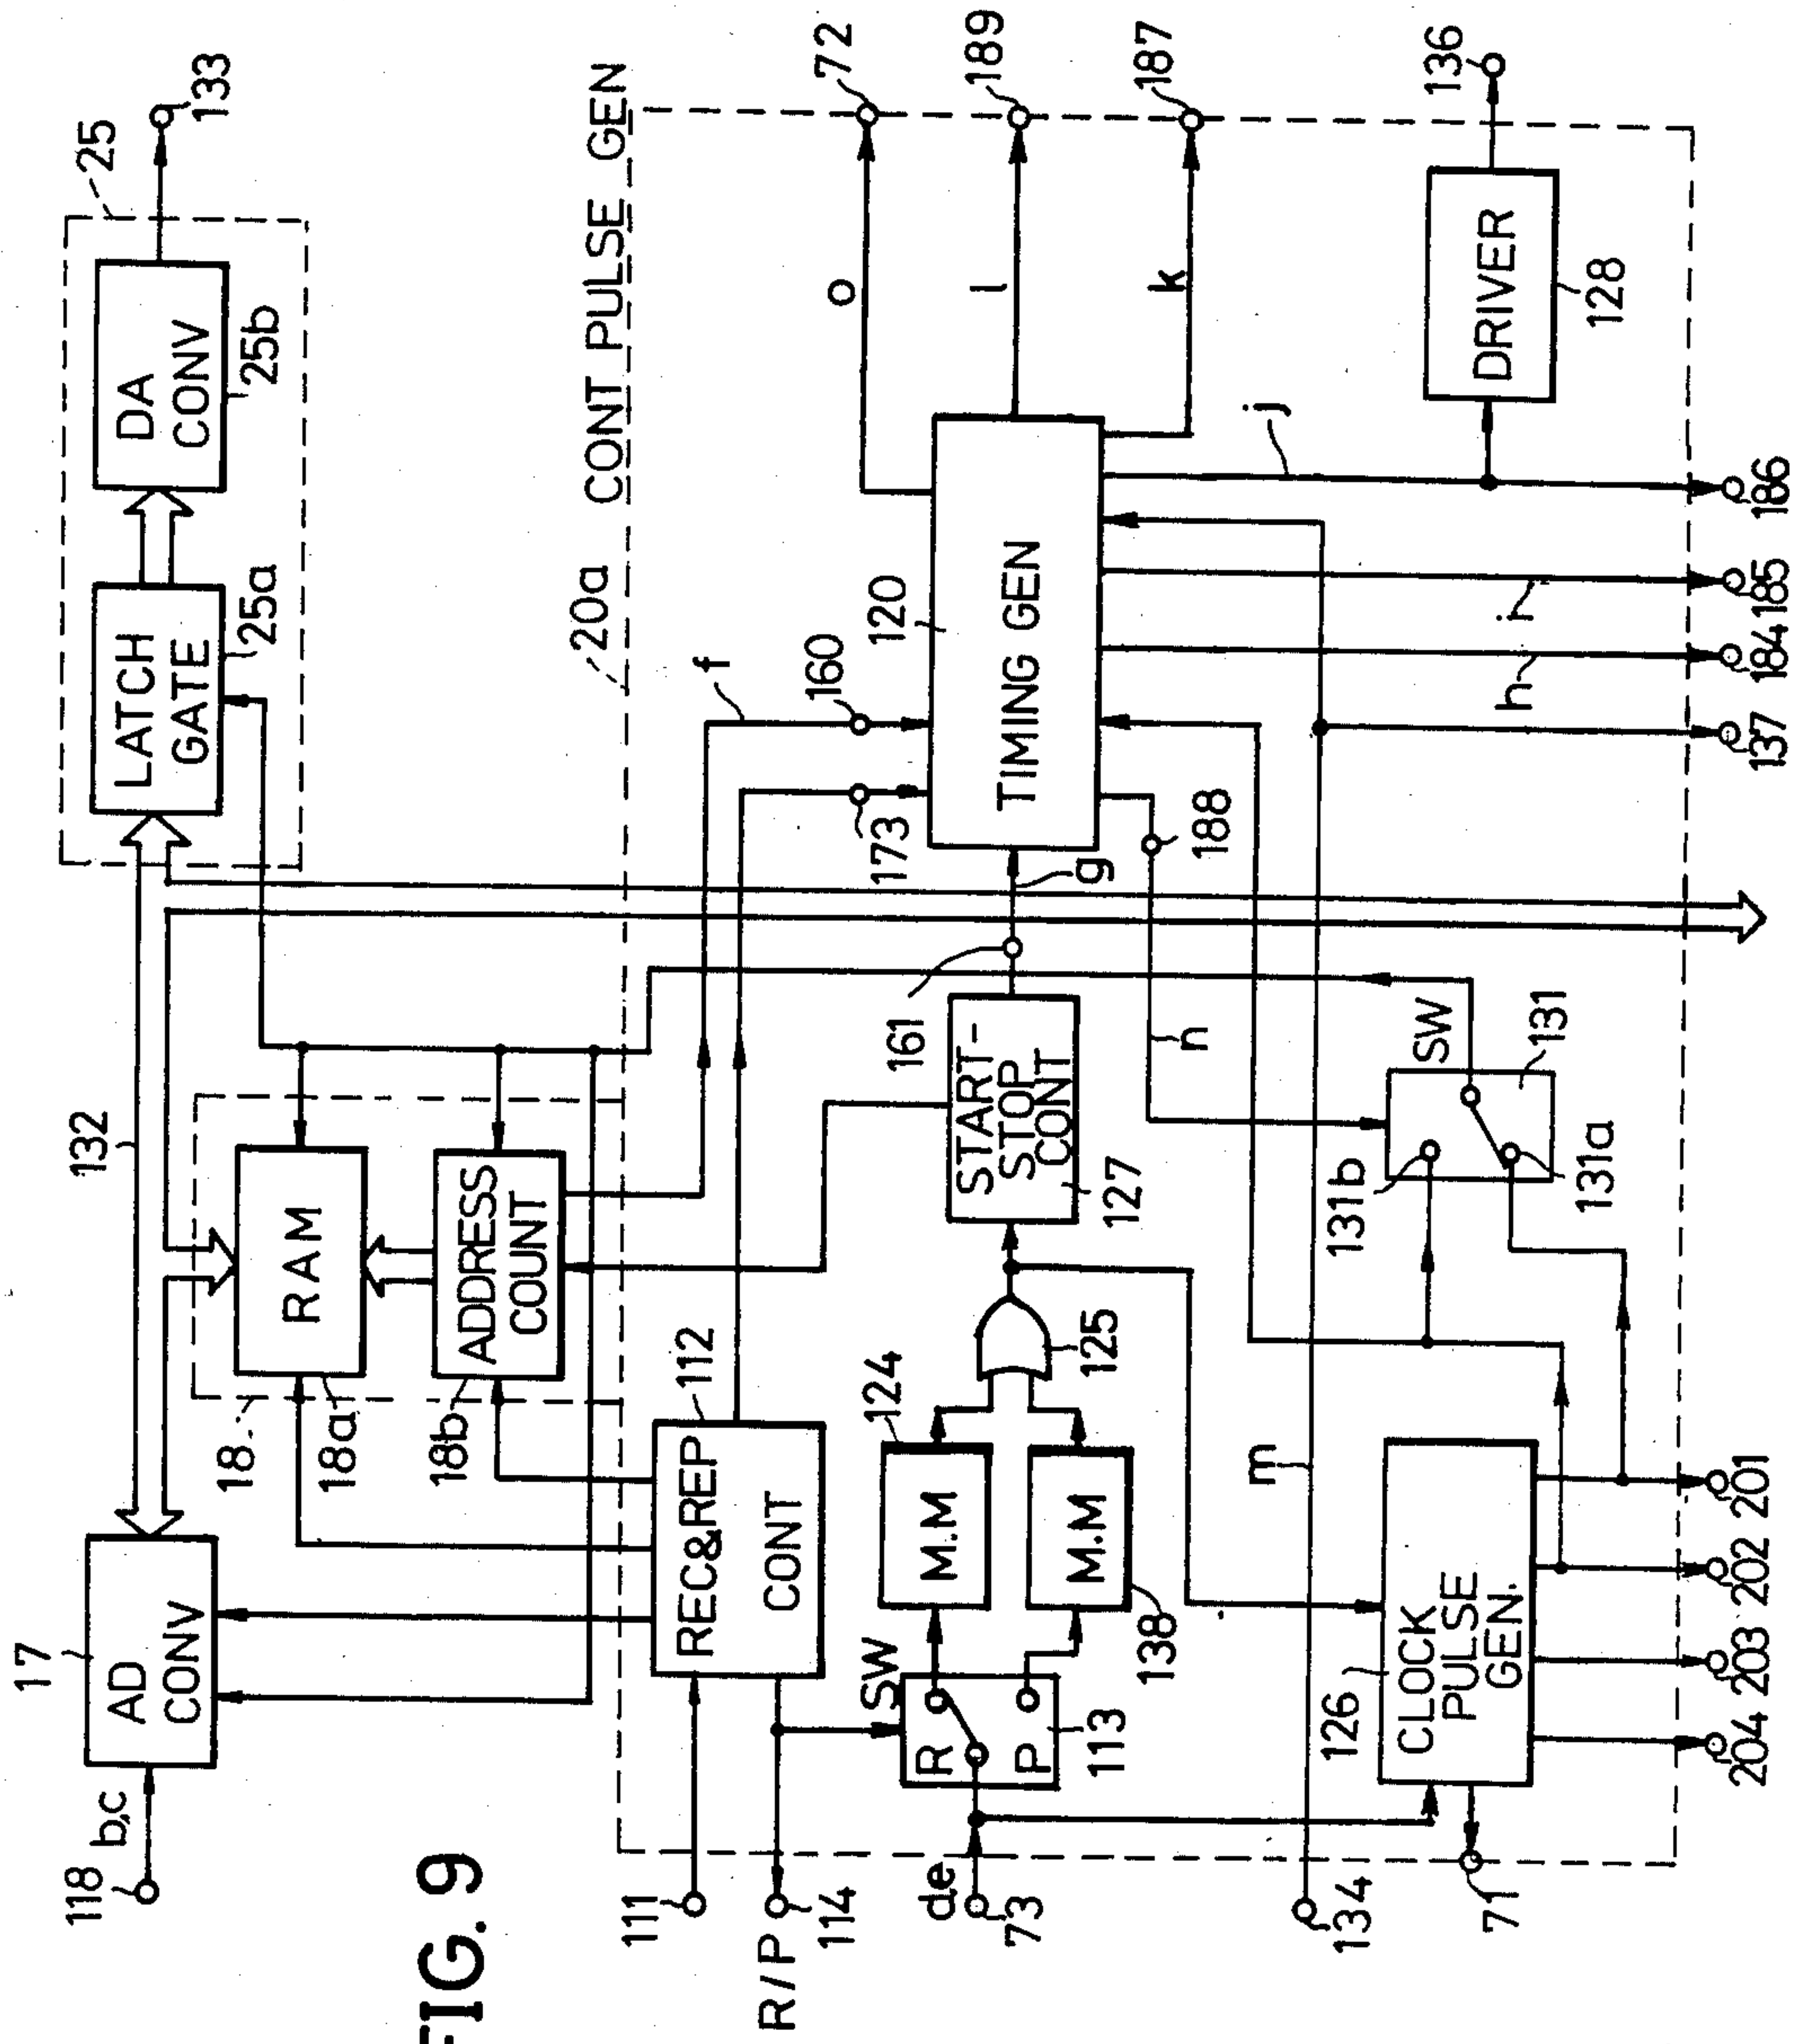 FIG. 9
118
b,c
17
AD
CONV
132
18
18a
RAM
18b
ADDRESS
COUNT
LATCH
GATE
25a
25
DA
CONV
25b
133
20a
CONT PULSE GEN
111
R/P
114
REC&REP
CONT
112
f
160
173
120
TIMING GEN
o
72
l
189
k
187
d,e
73
SW
R
P
113
M.M
124
M.M
138
125
START-
STOP
CONT
127
161
g
188
n
134
m
71
126
CLOCK
PULSE
GEN.
131b
131a
SW
131
j
i
h
DRIVER
128
136
204
203
202
201
137
184
185
186